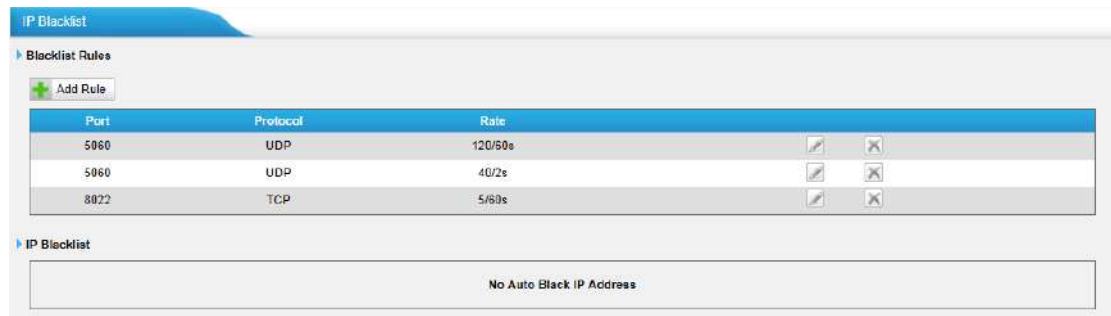 IP Blacklist
Blacklist Rules
Add Rule
Port Protocol Rate
5060 UDP 120/60s
5060 UDP 40/2s
8022 TCP 5/60s
IP Blacklist
No Auto Black IP Address